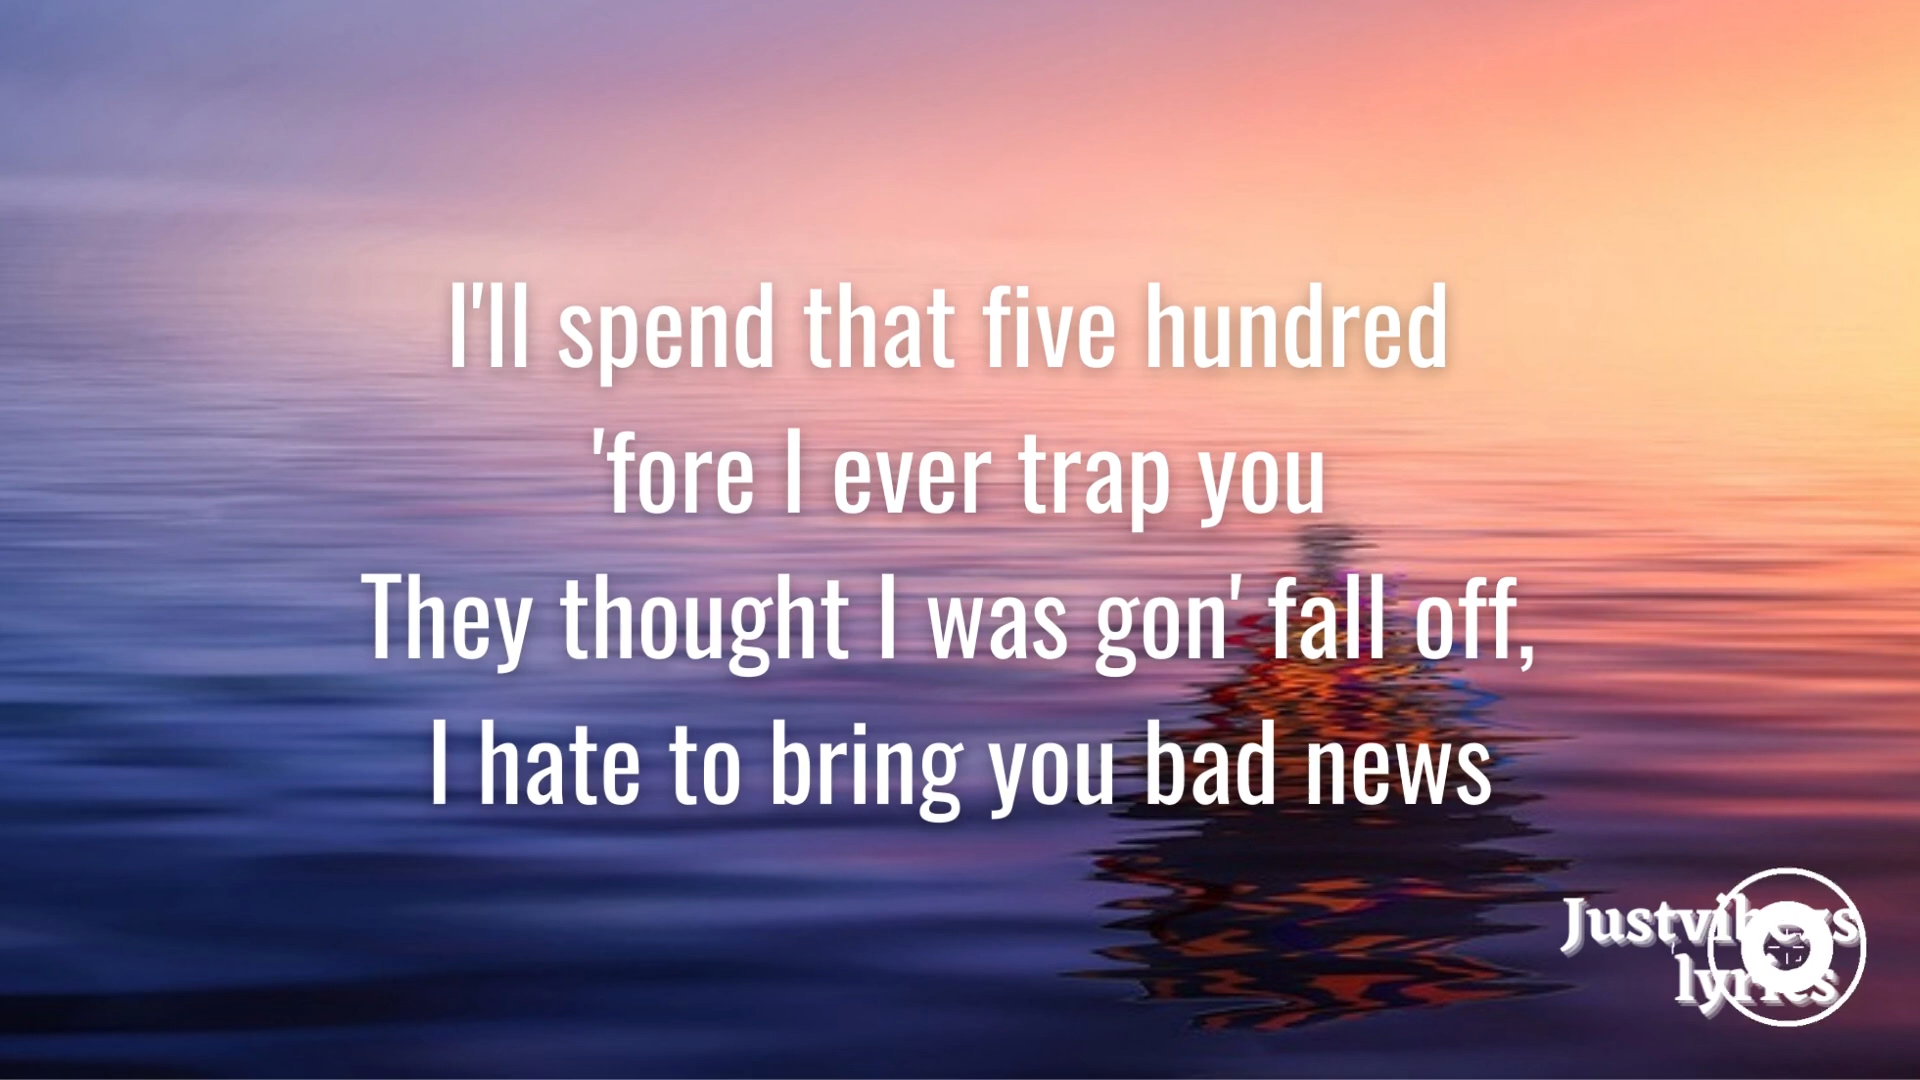 I'll spend that five hundred
'fore I ever trap you
They thought I was gon' fall off,
I hate to bring you bad news